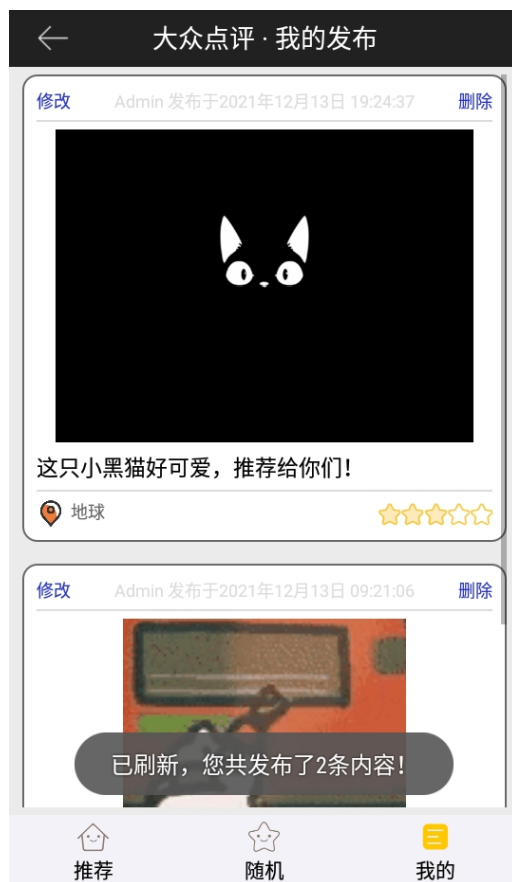 大众点评 · 我的发布
修改 Admin 发布于2021年12月13日 19:24:37 删除
这只小黑猫好可爱，推荐给你们！
地球
修改 Admin 发布于2021年12月13日 09:21:06 删除
已刷新，您共发布了2条内容！
推荐 随机 我的